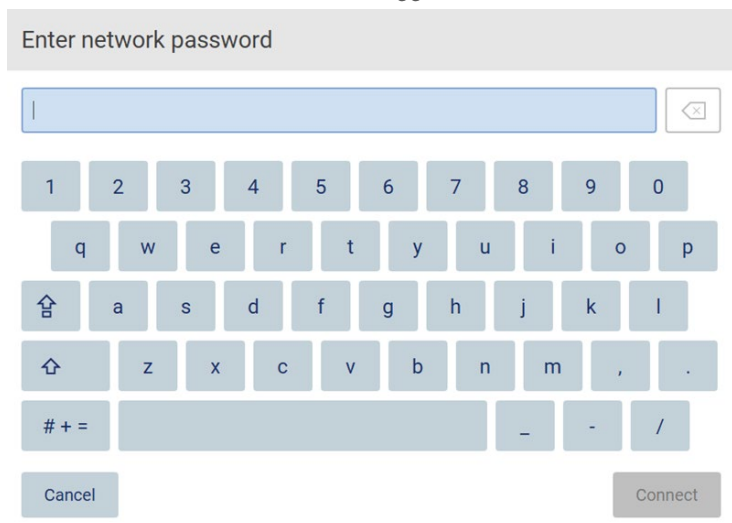 Enter network password
1 2 3 4 5 6 7 8 9 0
q w e r t y u i o p
a s d f g h j k l
z x c v b n m , .
# + = _ - /
Cancel Connect